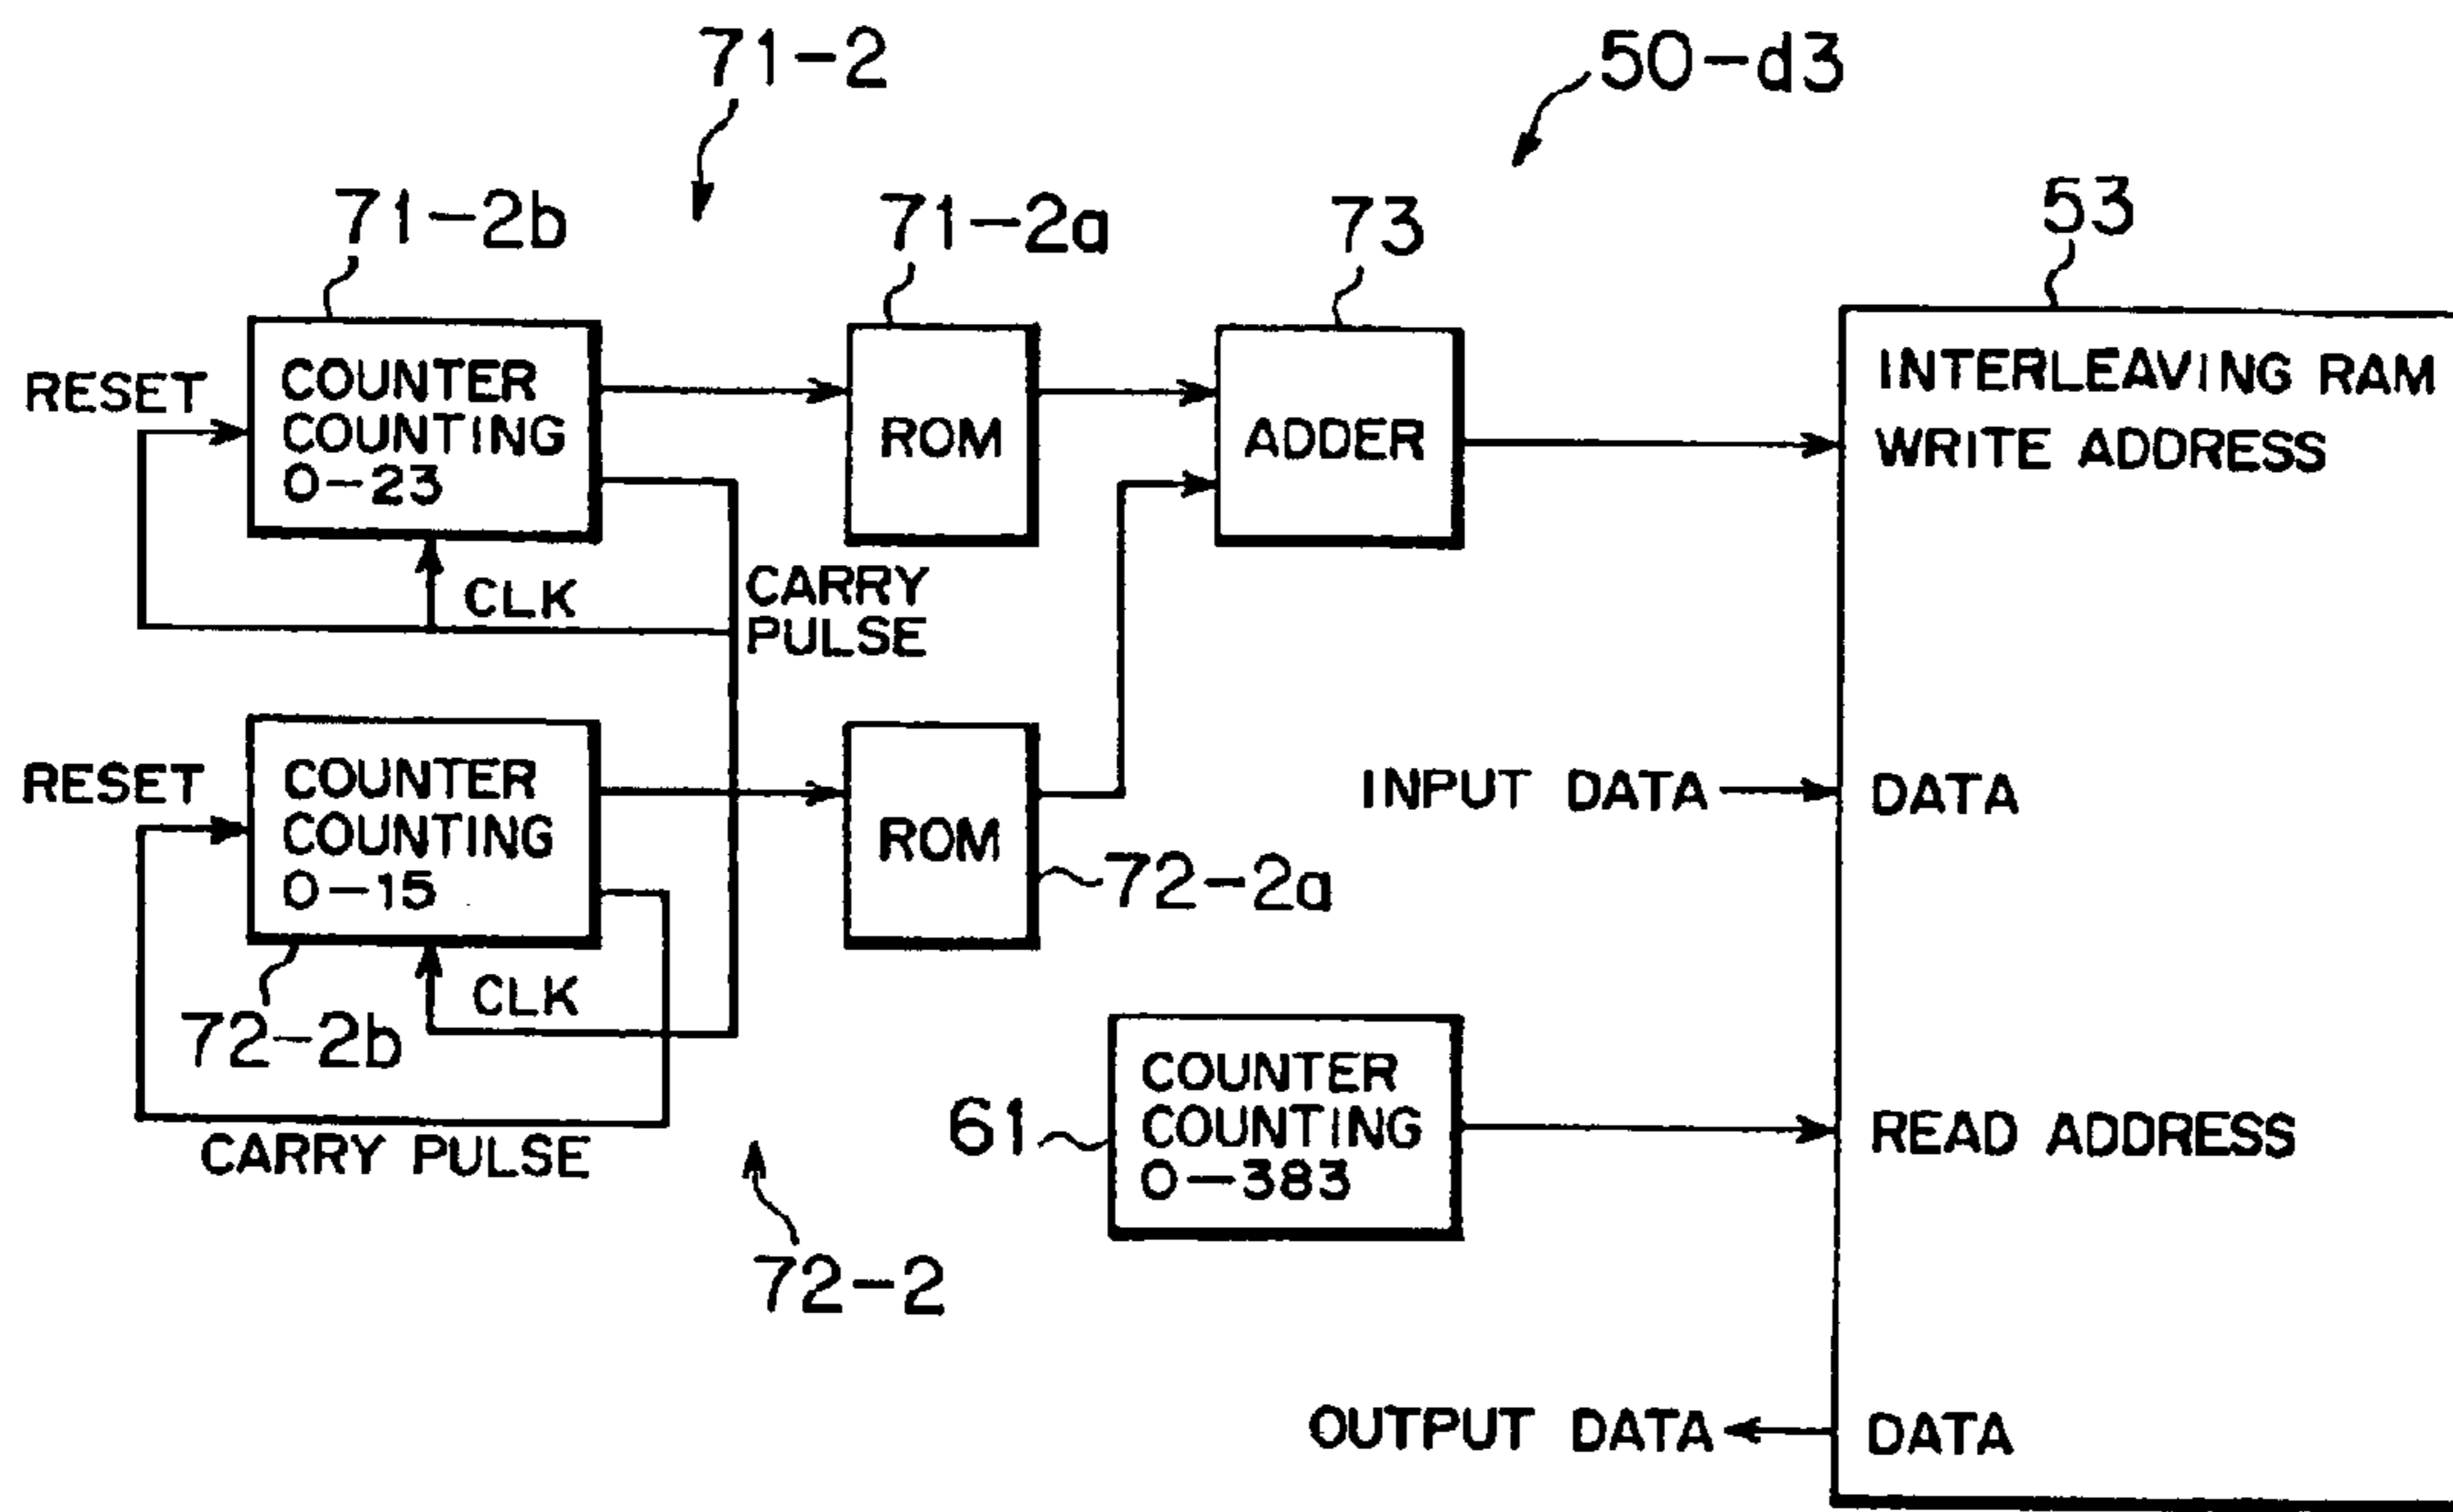 71-2
50-d3
71-2b
71-2a
73
53
RESET
COUNTER
COUNTING
0-23
ROM
ADDER
INTERLEAVING RAM
WRITE ADDRESS
CLK
CARRY
PULSE
RESET
COUNTER
COUNTING
0-15
ROM
72-2a
INPUT DATA
DATA
CLK
72-2b
CARRY PULSE
61
COUNTER
COUNTING
0-383
READ ADDRESS
72-2
OUTPUT DATA
DATA